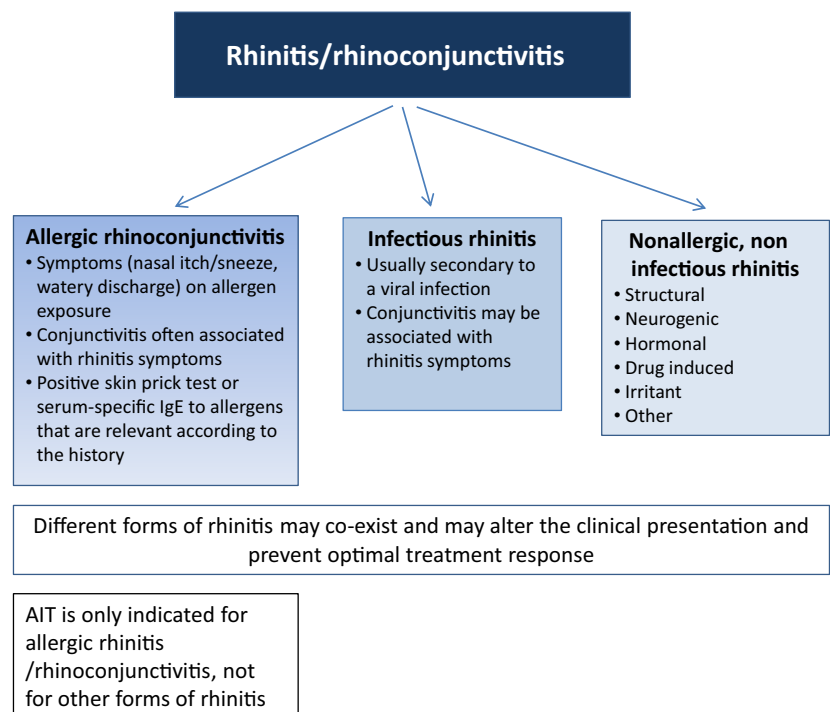 Rhinitis/rhinoconjunctivitis
Allergic rhinoconjunctivitis
• Symptoms (nasal itch/sneeze,
watery discharge) on allergen
exposure
• Conjunctivitis often associated
with rhinitis symptoms
• Positive skin prick test or
serum-specific IgE to allergens
that are relevant according to
the history
Infectious rhinitis
• Usually secondary to
a viral infection
• Conjunctivitis may be
associated with
rhinitis symptoms
Nonallergic, non
infectious rhinitis
• Structural
• Neurogenic
• Hormonal
• Drug induced
• Irritant
• Other
Different forms of rhinitis may co-exist and may alter the clinical presentation and
prevent optimal treatment response
AIT is only indicated for
allergic rhinitis
/rhinoconjunctivitis, not
for other forms of rhinitis